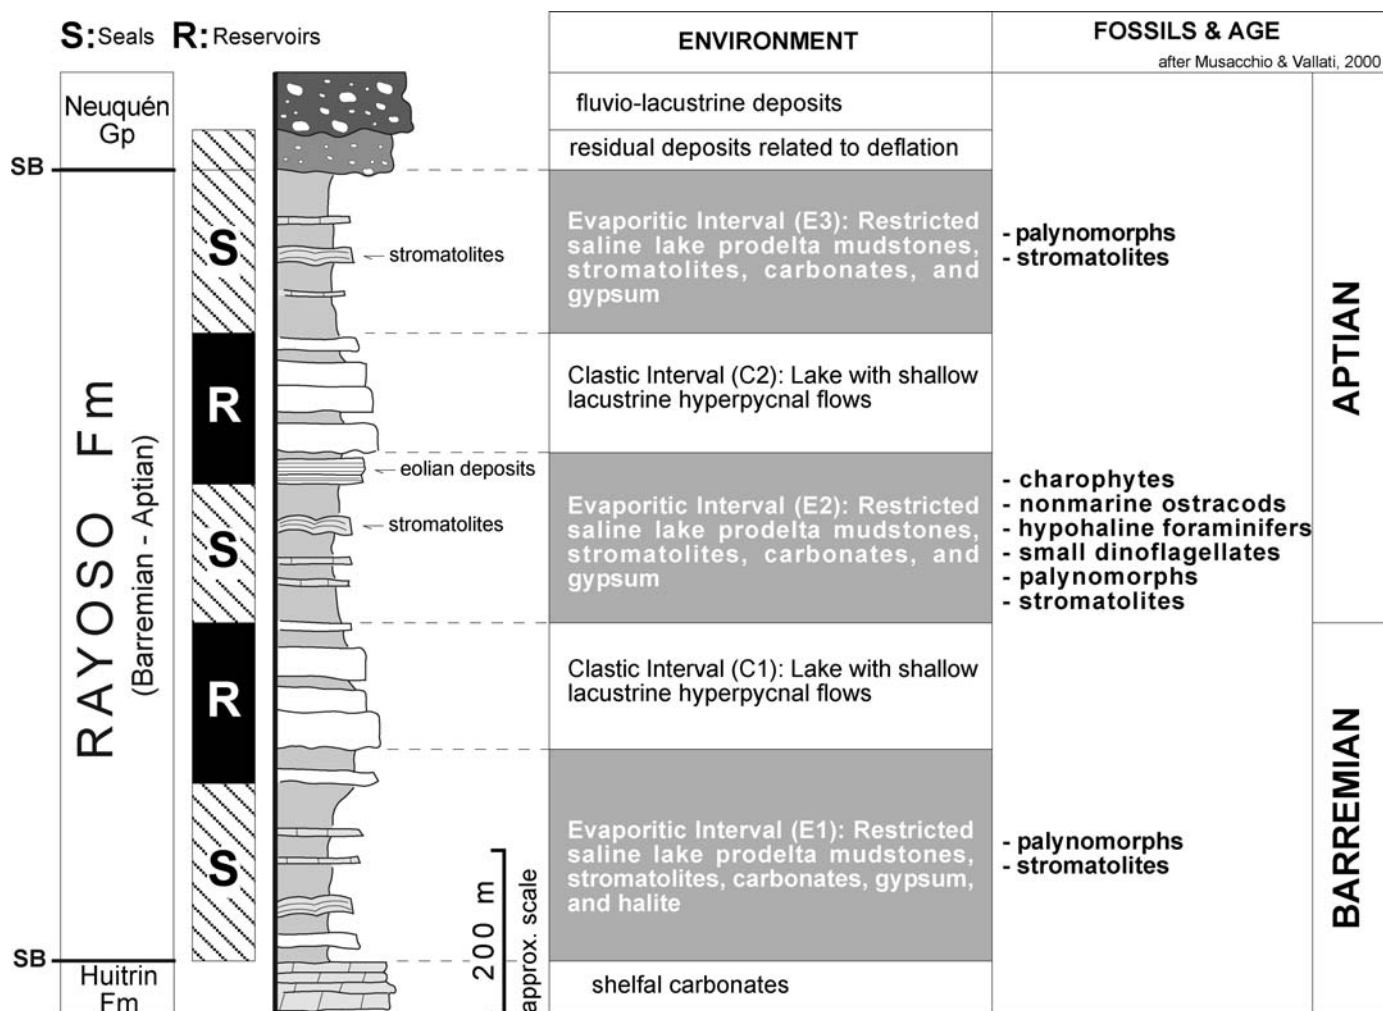 S:Seals R:Reservoirs
ENVIRONMENT
FOSSILS & AGE
after Musacchio & Vallati, 2000
Neuquén
Gp
fluvio-lacustrine deposits
residual deposits related to deflation
SB
RAYOSO Fm
(Barremian - Aptian)
S
stromatolites
Evaporitic Interval (E3): Restricted
saline lake prodelta mudstones,
stromatolites, carbonates, and
gypsum
- palynomorphs
- stromatolites
APTIAN
R
Clastic Interval (C2): Lake with shallow
lacustrine hyperpycnal flows
eolian deposits
S
stromatolites
Evaporitic Interval (E2): Restricted
saline lake prodelta mudstones,
stromatolites, carbonates, and
gypsum
- charophytes
- nonmarine ostracods
- hypohaline foraminifers
- small dinoflagellates
- palynomorphs
- stromatolites
R
Clastic Interval (C1): Lake with shallow
lacustrine hyperpycnal flows
BARREMIAN
S
Evaporitic Interval (E1): Restricted
saline lake prodelta mudstones,
stromatolites, carbonates, gypsum,
and halite
- palynomorphs
- stromatolites
200 m
approx. scale
SB
Huitrin
Fm
shelfal carbonates